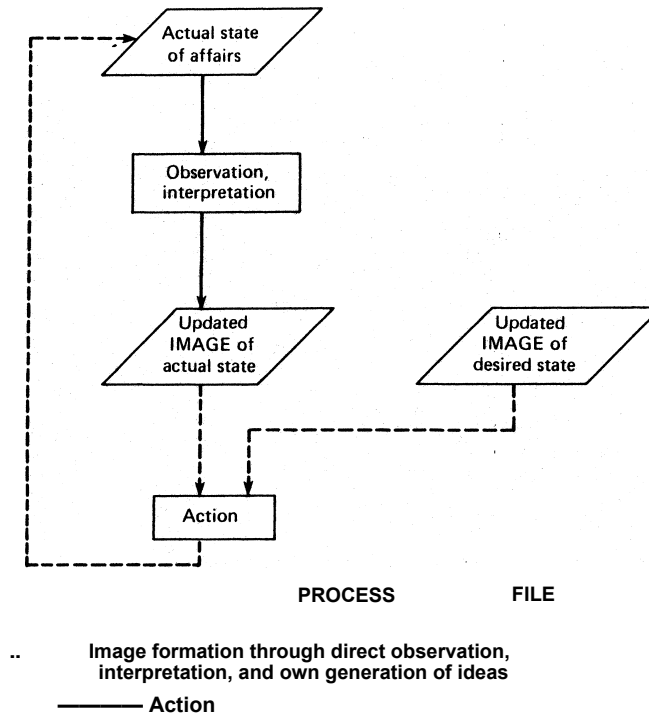 Actual state
of affairs
Observation,
interpretation
Updated
IMAGE of
actual state
Updated
IMAGE of
desired state
Action
PROCESS FILE
.. Image formation through direct observation,
interpretation, and own generation of ideas
Action